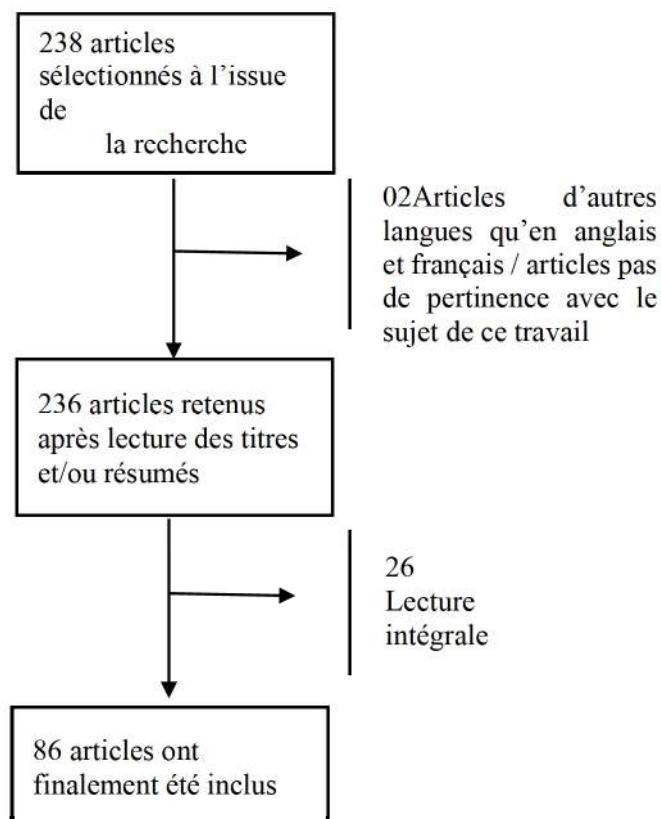 238 articles
sélectionnés à l’issue
de
la recherche
02Articles d’autres
langues qu’en anglais
et français / articles pas
de pertinence avec le
sujet de ce travail
236 articles retenus
après lecture des titres
et/ou résumés
26
Lecture
intégrale
86 articles ont
finalement été inclus